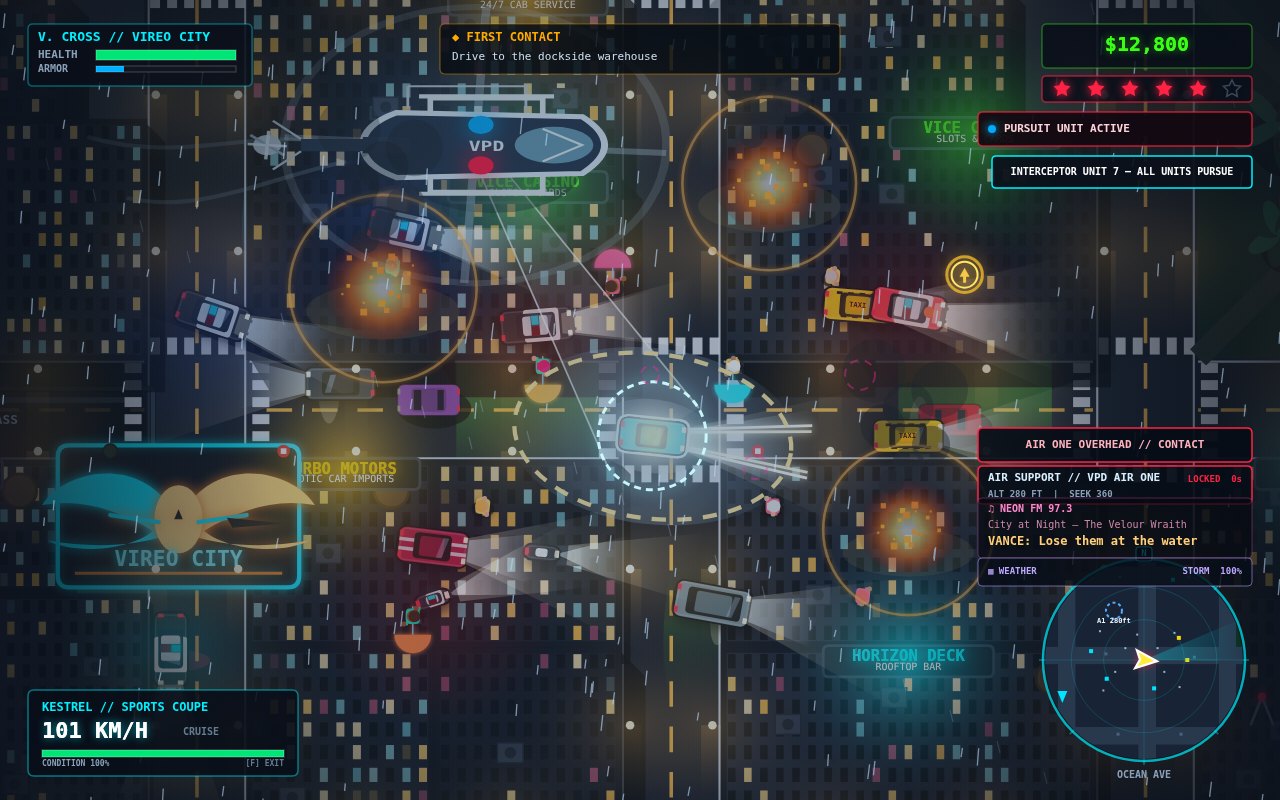 24/7 CAB SERVICE
V. CROSS // VIREO CITY
HEALTH
ARMOR
◆ FIRST CONTACT
Drive to the dockside warehouse
$12,800
VICE C
SLOTS &
PURSUIT UNIT ACTIVE
INTERCEPTOR UNIT 7 — ALL UNITS PURSUE
VPD
VICE CASINO
DS
TAXI
TAXI
ASS
AIR ONE OVERHEAD // CONTACT
AIR SUPPORT // VPD AIR ONE
LOCKED 0s
ALT 280 FT | SEEK 360
♫ NEON FM 97.3
City at Night — The Velour Wraith
VANCE: Lose them at the water
WEATHER
STORM 100%
RBO MOTORS
OTIC CAR IMPORTS
VIREO CITY
N
A1 280ft
HORIZON DECK
ROOFTOP BAR
KESTREL // SPORTS COUPE
101 KM/H
CRUISE
CONDITION 100%
[F] EXIT
OCEAN AVE